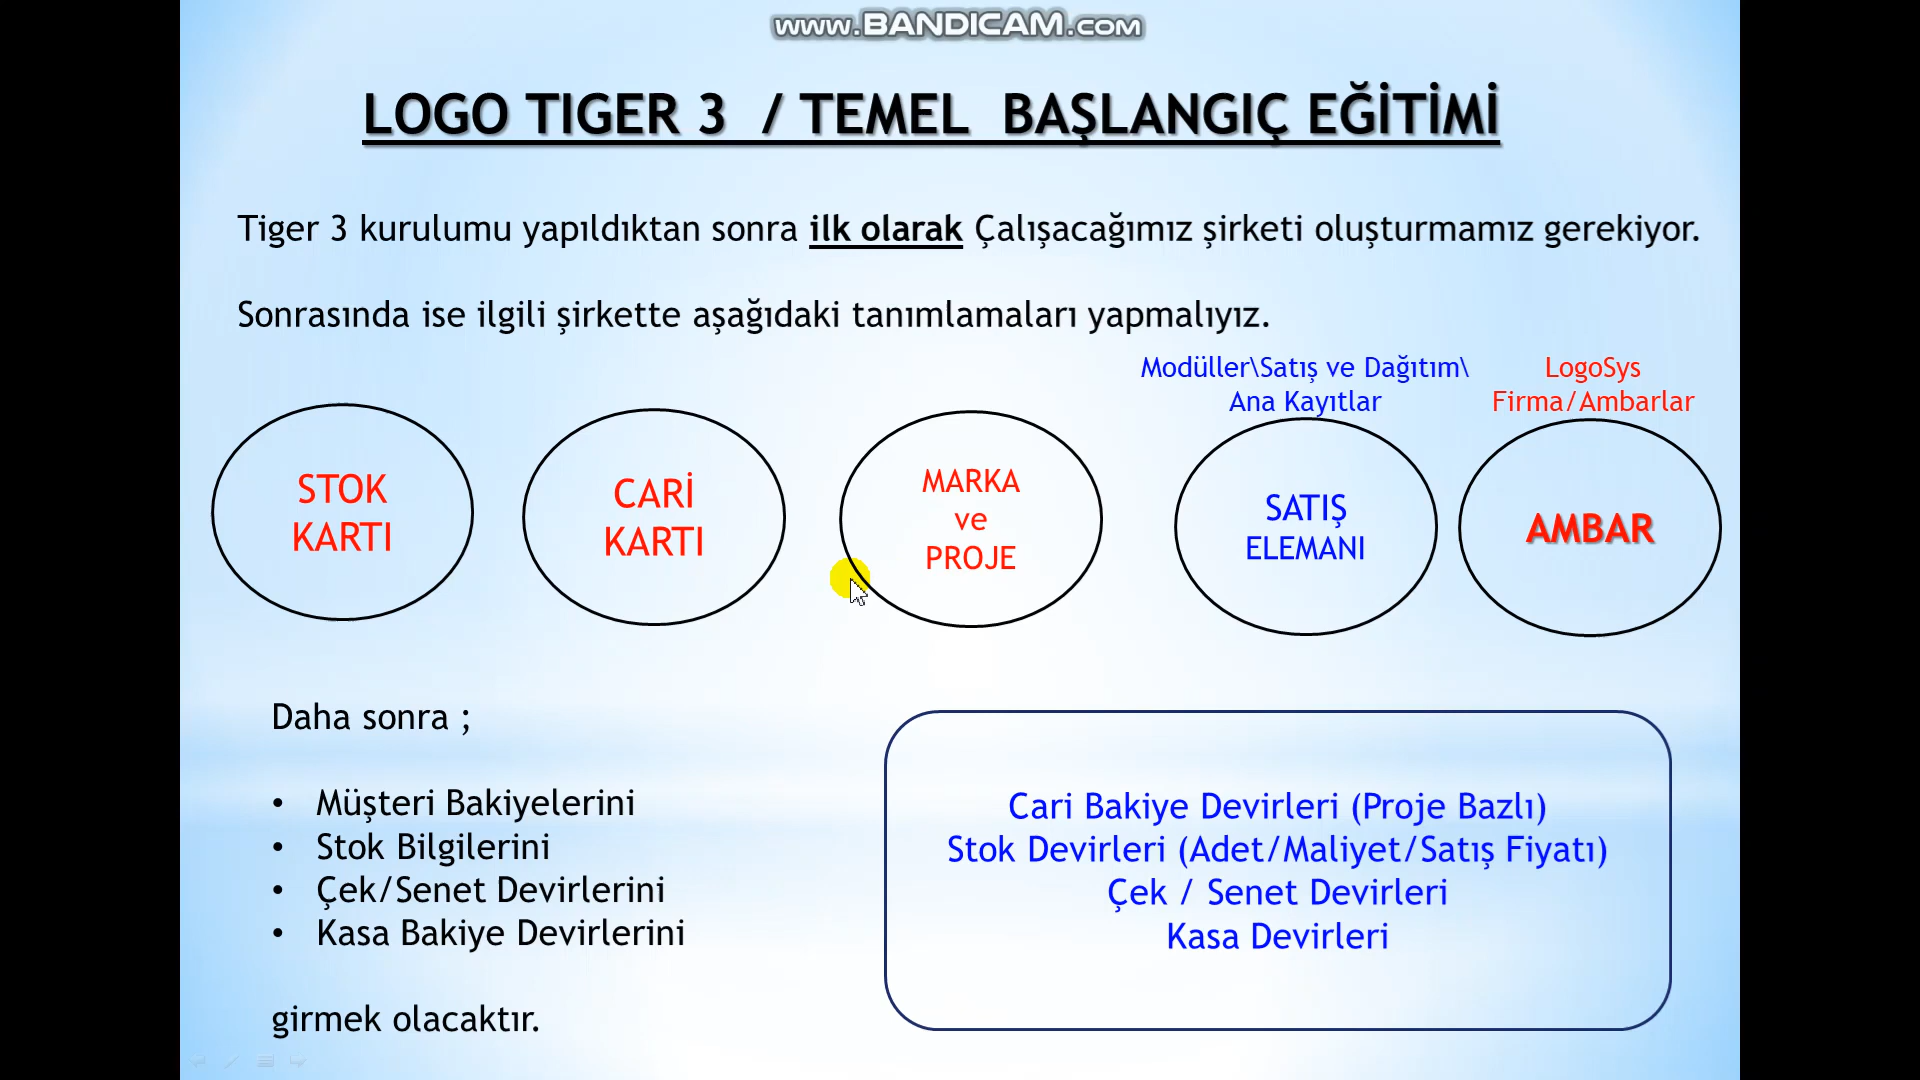 www.BANDICAM.com
LOGO TIGER 3 / TEMEL BAŞLANGIÇ EĞİTİMİ
Tiger 3 kurulumu yapıldıktan sonra ilk olarak Çalışacağımız şirketi oluşturmamız gerekiyor.
Sonrasında ise ilgili şirkette aşağıdaki tanımlamaları yapmalıyız.
Modüller\Satış ve Dağıtım\
Ana Kayıtlar
LogoSys
Firma/Ambarlar
STOK
KARTI
CARİ
KARTI
MARKA
ve
PROJE
SATIŞ
ELEMANI
AMBAR
Daha sonra ;
• Müşteri Bakiyelerini
• Stok Bilgilerini
• Çek/Senet Devirlerini
• Kasa Bakiye Devirlerini
girmek olacaktır.
Cari Bakiye Devirleri (Proje Bazlı)
Stok Devirleri (Adet/Maliyet/Satış Fiyatı)
Çek / Senet Devirleri
Kasa Devirleri